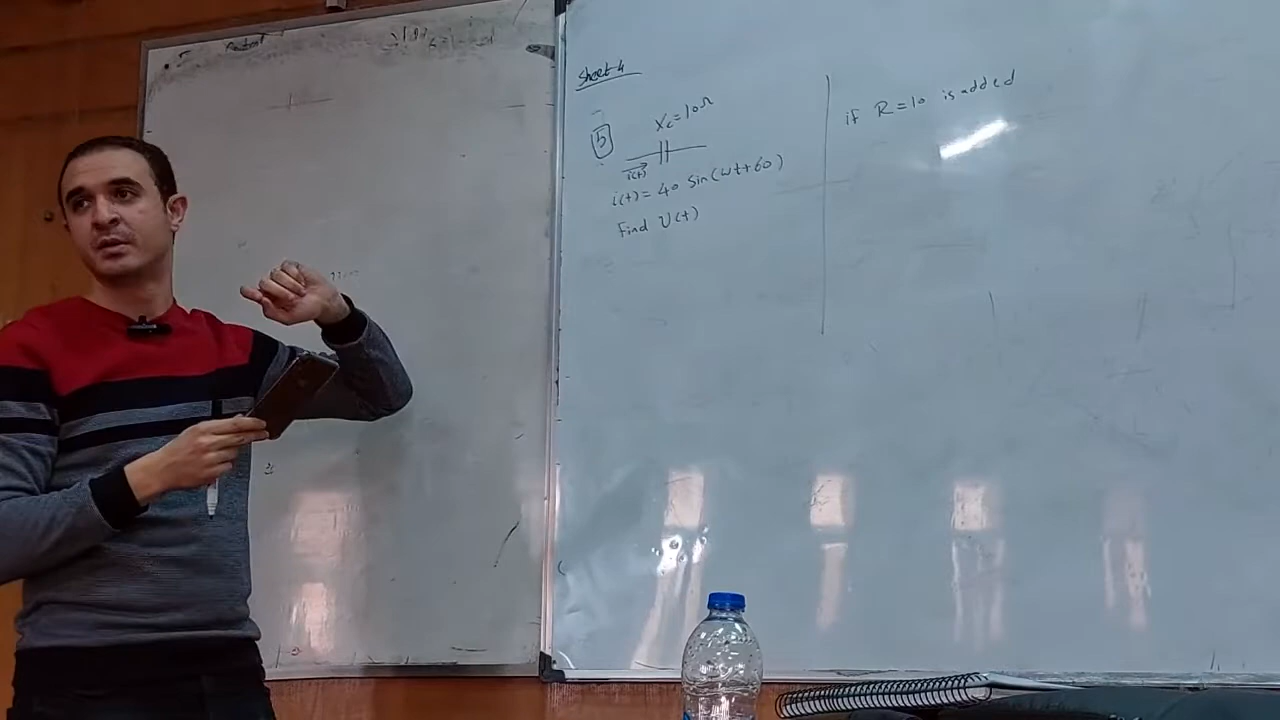 Sheet 4
5
Xc=10Ω
i(t)
i(t) = 40 sin(ωt+60)
Find V(t)
if R=10 is added